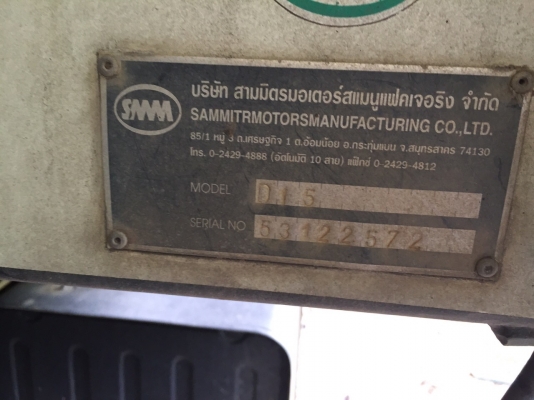 SMM
บริษัท สามมิตรมอเตอร์สแมนูแฟคเจอริง จำกัด
SAMMITRMOTORSMANUFACTURING CO.,LTD.
85/1 หมู่ 3 ถ.เศรษฐกิจ 1 ต.อ้อมน้อย อ.กระทุ่มแบน จ.สมุทรสาคร 74130
โทร. 0-2429-4888 (อัตโนมัติ 10 สาย) แฟ็กซ์ 0-2429-4812
MODEL
SERIAL NO 53122572